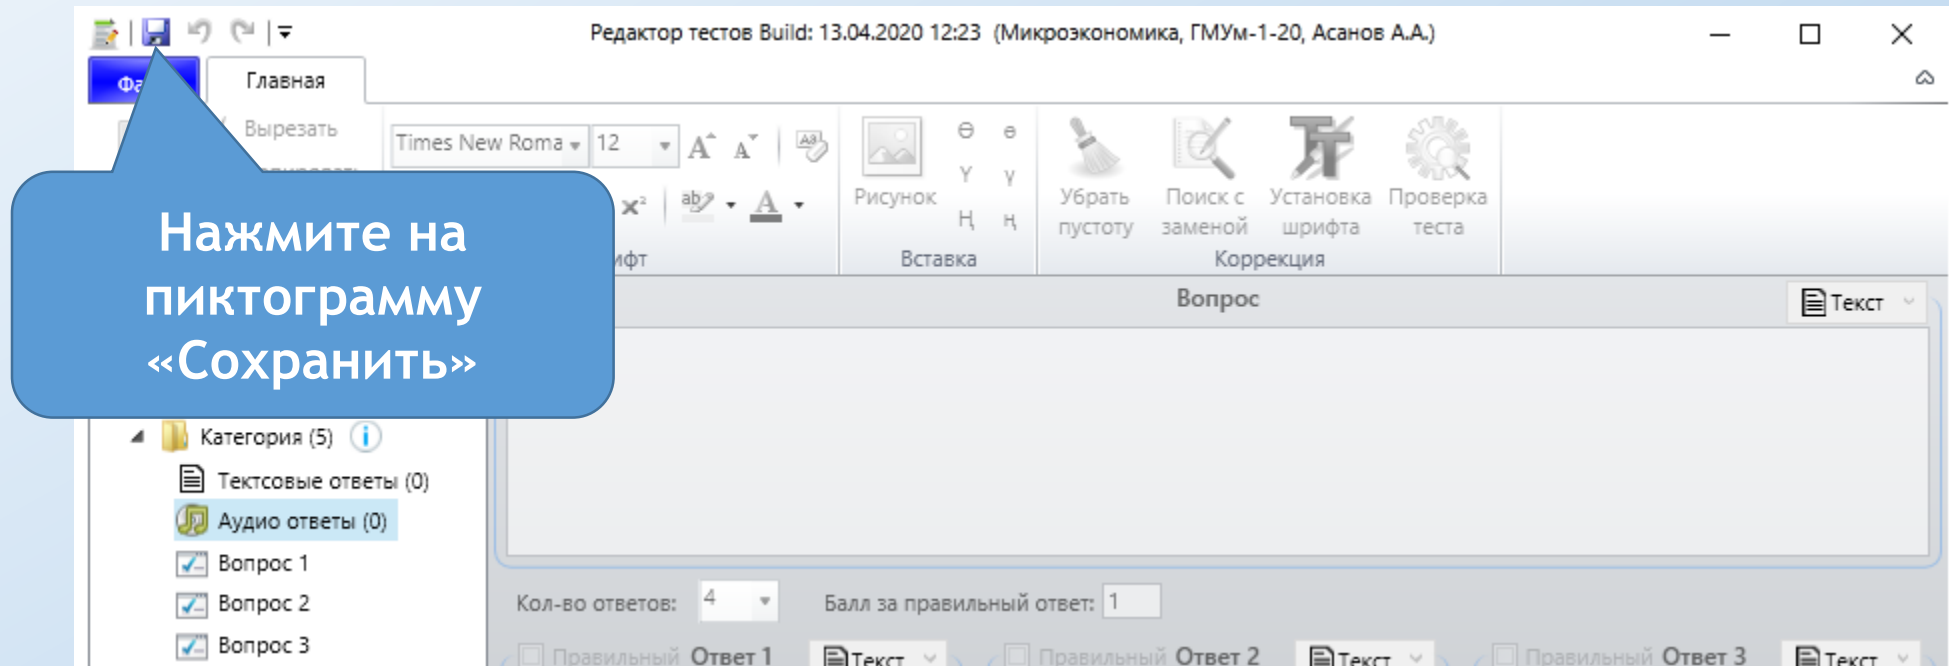 Редактор тестов Build: 13.04.2020 12:23 (Микроэкономика, ГМУм-1-20, Асанов А.А.)
Главная
Вырезать
Times New Roma 12
Рисунок
Ө ө
Ү ү
Ң ң
Убрать пустоту
Поиск с заменой
Установка шрифта
Проверка теста
Вставка
Коррекция
Нажмите на
пиктограмму
«Сохранить»
Вопрос
Текст
Категория (5)
Тектсовые ответы (0)
Аудио ответы (0)
Вопрос 1
Вопрос 2
Вопрос 3
Кол-во ответов: 4 Балл за правильный ответ: 1
Правильный Ответ 1 Текст Правильный Ответ 2 Текст Правильный Ответ 3 Текст